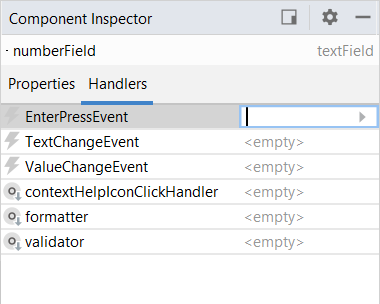 Component Inspector
· numberField textField
Properties Handlers
EnterPressEvent
TextChangeEvent <empty>
ValueChangeEvent <empty>
contextHelpIconClickHandler <empty>
formatter <empty>
validator <empty>